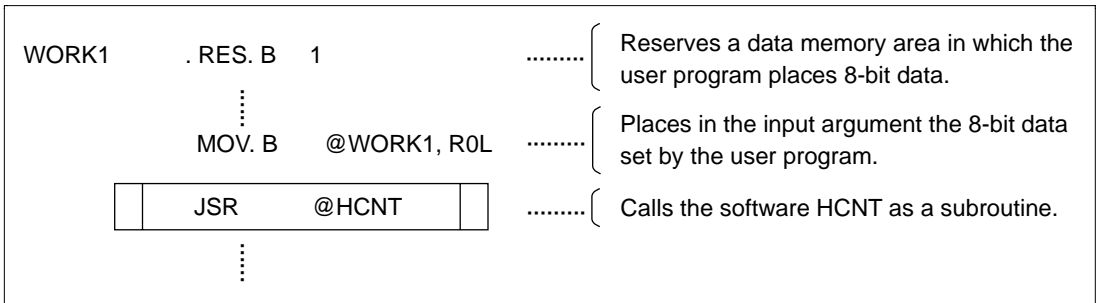 WORK1 . RES. B 1 ......... Reserves a data memory area in which the
user program places 8-bit data.
MOV. B @WORK1, R0L ......... Places in the input argument the 8-bit data
set by the user program.
JSR @HCNT ......... Calls the software HCNT as a subroutine.